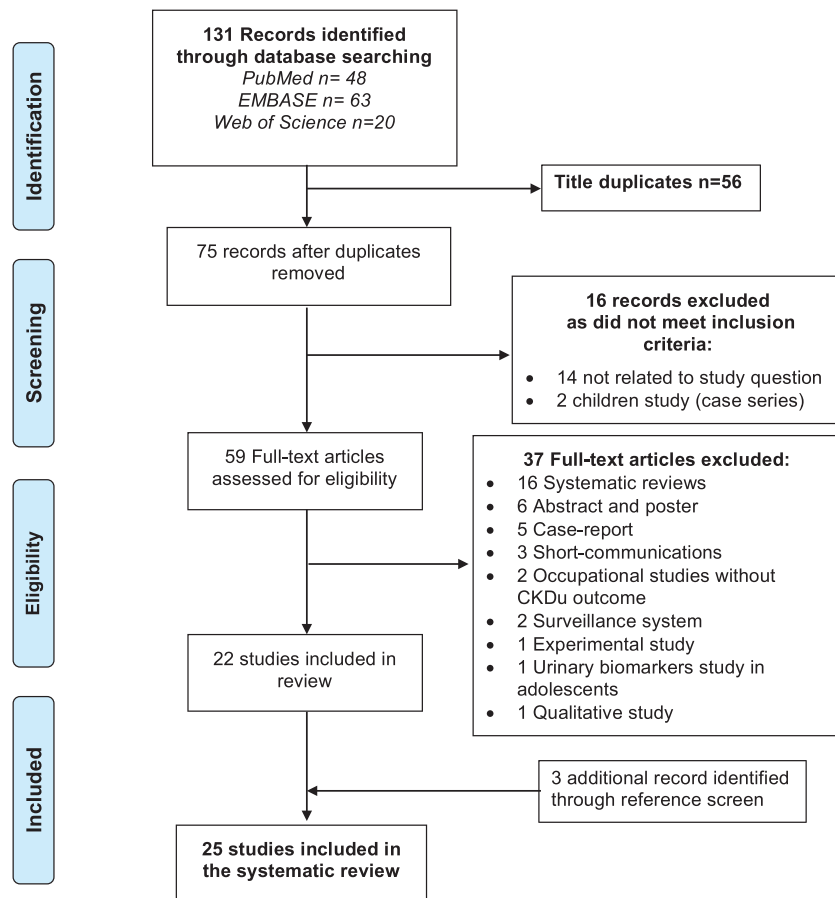 Identification
131 Records identified
through database searching
PubMed n= 48
EMBASE n= 63
Web of Science n=20
Title duplicates n=56
75 records after duplicates
removed
Screening
16 records excluded
as did not meet inclusion
criteria:
• 14 not related to study question
• 2 children study (case series)
59 Full-text articles
assessed for eligibility
Eligibility
37 Full-text articles excluded:
• 16 Systematic reviews
• 6 Abstract and poster
• 5 Case-report
• 3 Short-communications
• 2 Occupational studies without
CKDu outcome
• 2 Surveillance system
• 1 Experimental study
• 1 Urinary biomarkers study in
adolescents
• 1 Qualitative study
22 studies included in
review
Included
3 additional record identified
through reference screen
25 studies included in
the systematic review